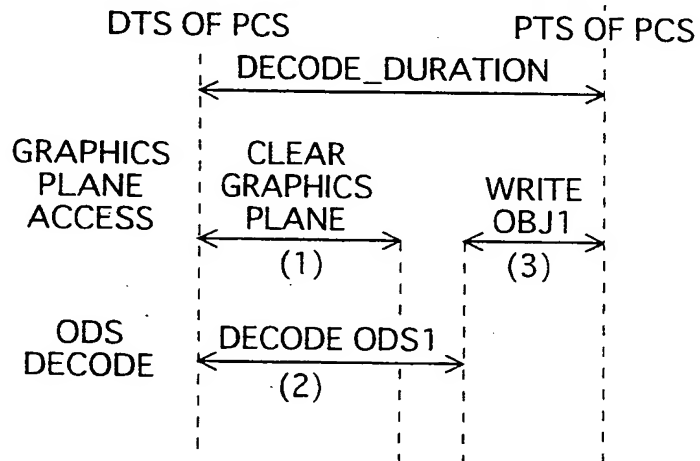 DTS OF PCS
PTS OF PCS
DECODE_DURATION
GRAPHICS
PLANE
ACCESS
CLEAR
GRAPHICS
PLANE
(1)
WRITE
OBJ1
(3)
ODS
DECODE
DECODE ODS1
(2)